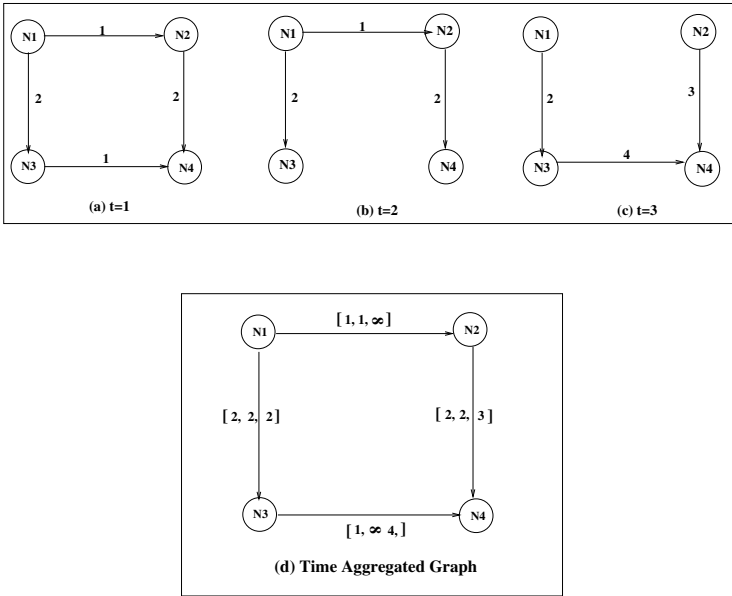 N1 1 N2
2 2
N3 1 N4
(a) t=1
N1 1 N2
2 2
N3 N4
(b) t=2
N1 N2
2 3
N3 4 N4
(c) t=3
[ 1, 1, ∞ ]
N1 N2
[ 2, 2, 2 ] [ 2, 2, 3 ]
N3 N4
[ 1, ∞ 4, ]
(d) Time Aggregated Graph